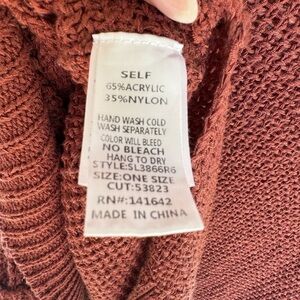 SELF
65%ACRYLIC
35%NYLON
HAND WASH COLD
WASH SEPARATELY
COLOR WILL BLEED
NO BLEACH
HANG TO DRY
STYLE:SL3866R6
SIZE:ONE SIZE
CUT:53823
RN#:141642
MADE IN CHINA